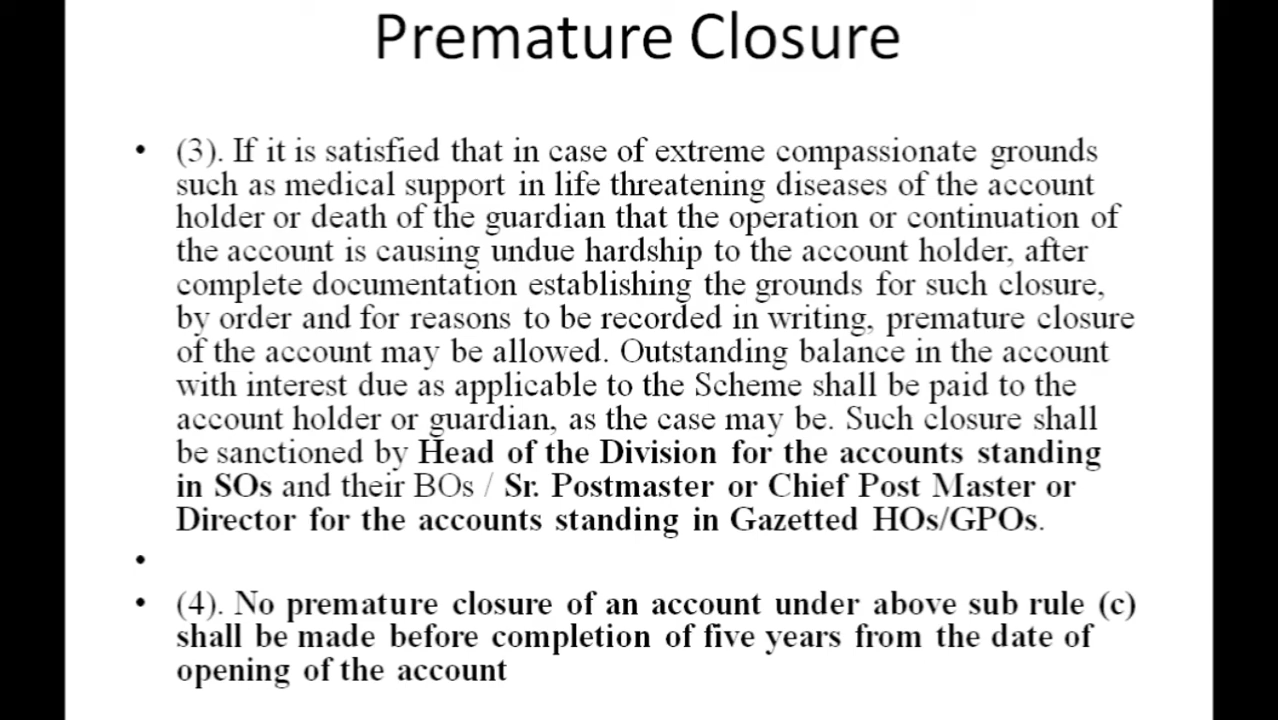 Premature Closure
• (3). If it is satisfied that in case of extreme compassionate grounds
such as medical support in life threatening diseases of the account
holder or death of the guardian that the operation or continuation of
the account is causing undue hardship to the account holder, after
complete documentation establishing the grounds for such closure,
by order and for reasons to be recorded in writing, premature closure
of the account may be allowed. Outstanding balance in the account
with interest due as applicable to the Scheme shall be paid to the
account holder or guardian, as the case may be. Such closure shall
be sanctioned by Head of the Division for the accounts standing
in SOs and their BOs / Sr. Postmaster or Chief Post Master or
Director for the accounts standing in Gazetted HOs/GPOs.
•
• (4). No premature closure of an account under above sub rule (c)
shall be made before completion of five years from the date of
opening of the account